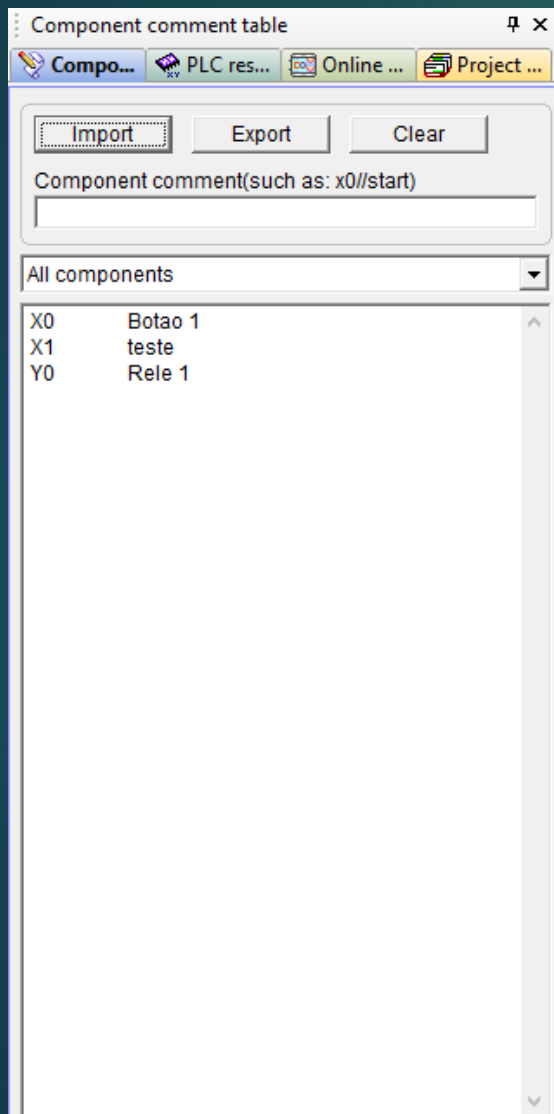 Component comment table
Compo... PLC res... Online ... Project ...
Import Export Clear
Component comment(such as: x0//start)
All components
X0 Botao 1
X1 teste
Y0 Rele 1